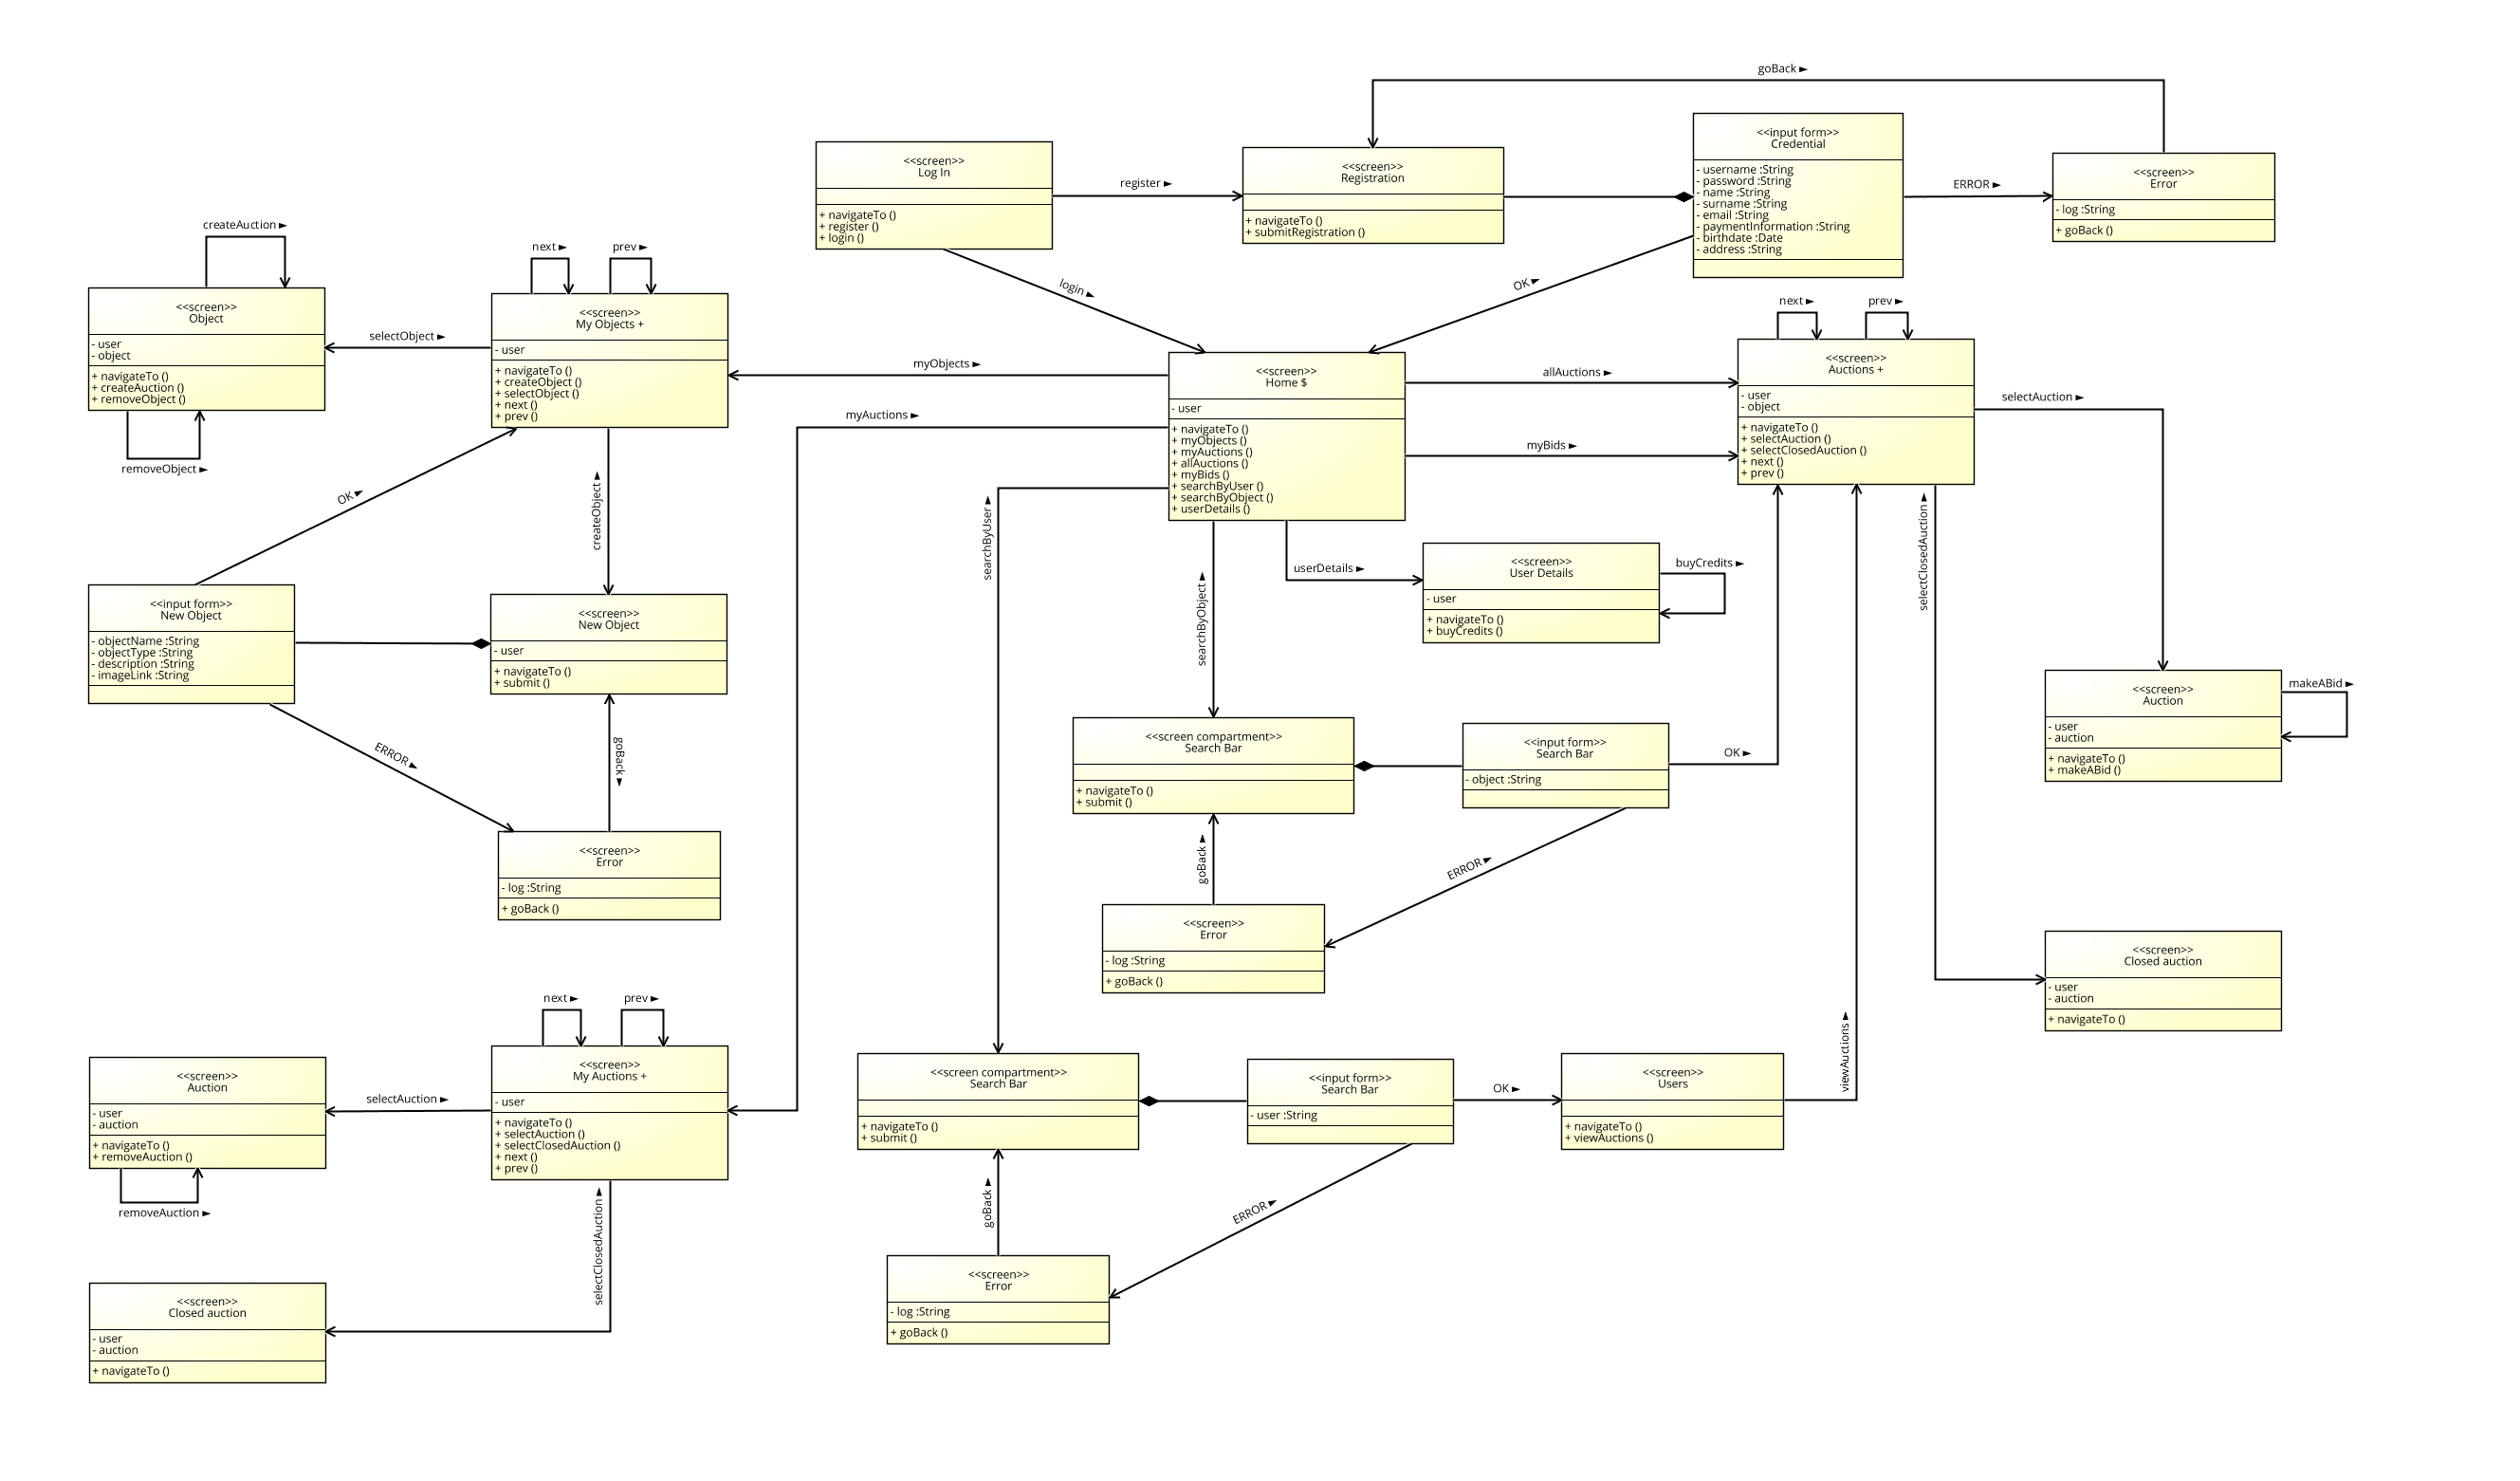 goBack ►
<<screen>>
Log In
+ navigateTo ()
+ register ()
+ login ()
register ►
<<screen>>
Registration
+ navigateTo ()
+ submitRegistration ()
<<input form>>
Credential
- username :String
- password :String
- name :String
- surname :String
- email :String
- paymentInformation :String
- birthdate :Date
- address :String
ERROR ►
<<screen>>
Error
- log :String
+ goBack ()
login ►
OK ►
createAuction ►
<<screen>>
Object
- user
- object
+ navigateTo ()
+ createAuction ()
+ removeObject ()
removeObject ►
selectObject ►
next ►
prev ►
<<screen>>
My Objects +
- user
+ navigateTo ()
+ createObject ()
+ selectObject ()
+ next ()
+ prev ()
myObjects ►
myAuctions ►
<<screen>>
Home $
- user
+ navigateTo ()
+ myObjects ()
+ myAuctions ()
+ allAuctions ()
+ myBids ()
+ searchByUser ()
+ searchByObject ()
+ userDetails ()
allAuctions ►
myBids ►
next ►
prev ►
<<screen>>
Auctions +
- user
- object
+ navigateTo ()
+ selectAuction ()
+ selectClosedAuction ()
+ next ()
+ prev ()
selectAuction ►
OK ►
createObject ►
searchByUser ►
searchByObject ►
userDetails ►
<<screen>>
User Details
- user
+ navigateTo ()
+ buyCredits ()
buyCredits ►
selectClosedAuction ►
<<input form>>
New Object
- objectName :String
- objectType :String
- description :String
- imageLink :String
<<screen>>
New Object
- user
+ navigateTo ()
+ submit ()
ERROR ►
goBack ►
<<screen>>
Error
- log :String
+ goBack ()
<<screen compartment>>
Search Bar
+ navigateTo ()
+ submit ()
<<input form>>
Search Bar
- object :String
OK ►
<<screen>>
Auction
- user
- auction
+ navigateTo ()
+ makeABid ()
makeABid ►
goBack ►
ERROR ►
<<screen>>
Error
- log :String
+ goBack ()
<<screen>>
Closed auction
- user
- auction
+ navigateTo ()
next ►
prev ►
<<screen>>
Auction
- user
- auction
+ navigateTo ()
+ removeAuction ()
removeAuction ►
selectAuction ►
<<screen>>
My Auctions +
- user
+ navigateTo ()
+ selectAuction ()
+ selectClosedAuction ()
+ next ()
+ prev ()
selectClosedAuction ►
<<screen compartment>>
Search Bar
+ navigateTo ()
+ submit ()
<<input form>>
Search Bar
- user :String
OK ►
<<screen>>
Users
+ navigateTo ()
+ viewAuctions ()
viewAuctions ►
goBack ►
ERROR ►
<<screen>>
Error
- log :String
+ goBack ()
<<screen>>
Closed auction
- user
- auction
+ navigateTo ()